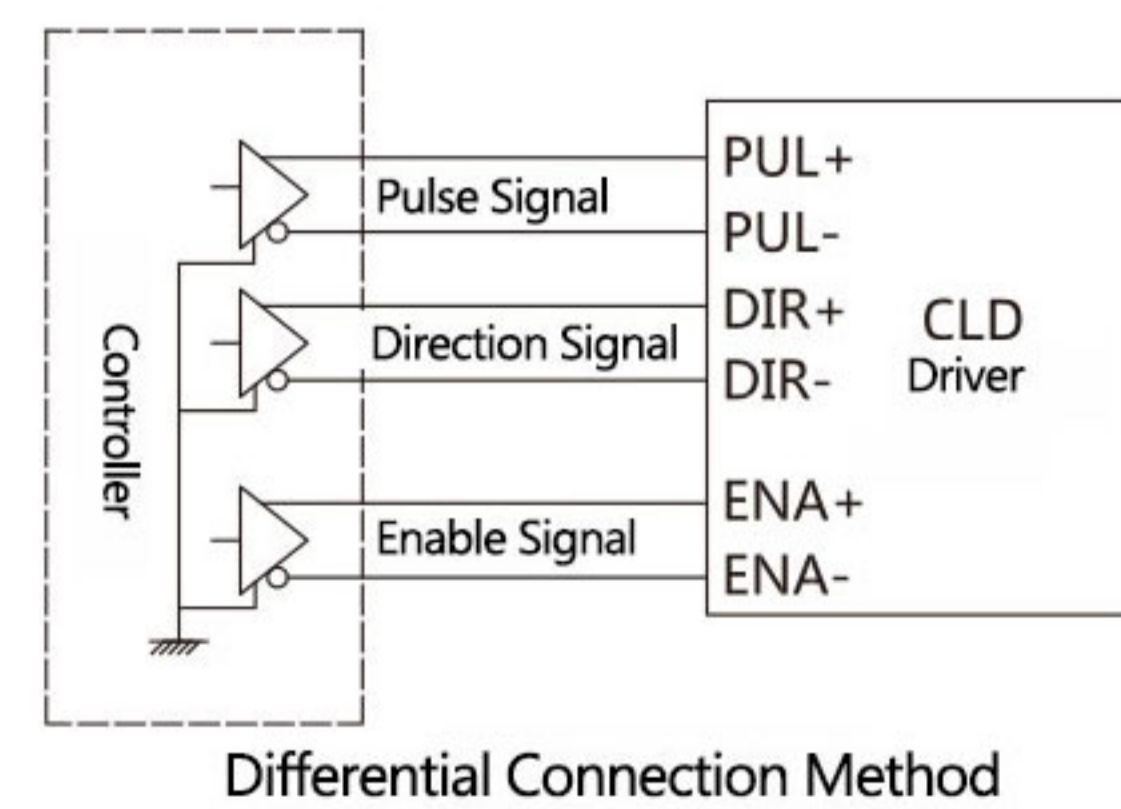 Controller
Pulse Signal
Direction Signal
Enable Signal
PUL+
PUL-
DIR+
DIR-
ENA+
ENA-
CLD
Driver
Differential Connection Method